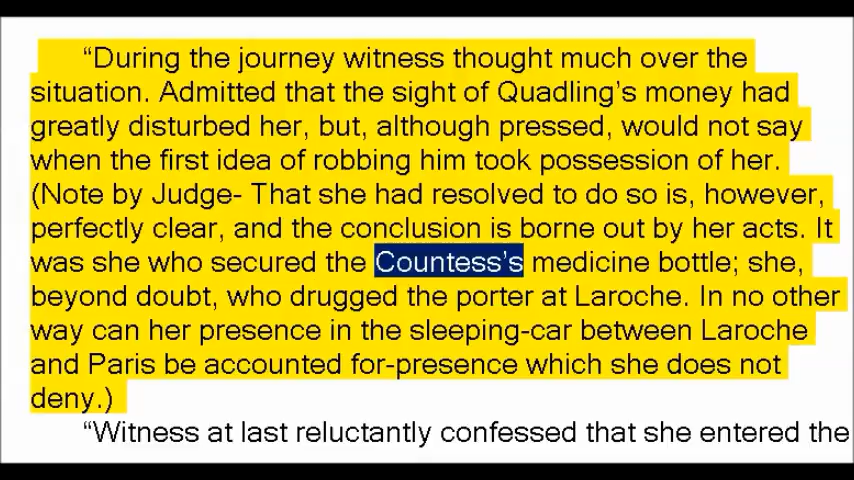 “During the journey witness thought much over the
situation. Admitted that the sight of Quadling’s money had
greatly disturbed her, but, although pressed, would not say
when the first idea of robbing him took possession of her.
(Note by Judge- That she had resolved to do so is, however,
perfectly clear, and the conclusion is borne out by her acts. It
was she who secured the Countess’s medicine bottle; she,
beyond doubt, who drugged the porter at Laroche. In no other
way can her presence in the sleeping-car between Laroche
and Paris be accounted for-presence which she does not
deny.)
“Witness at last reluctantly confessed that she entered the